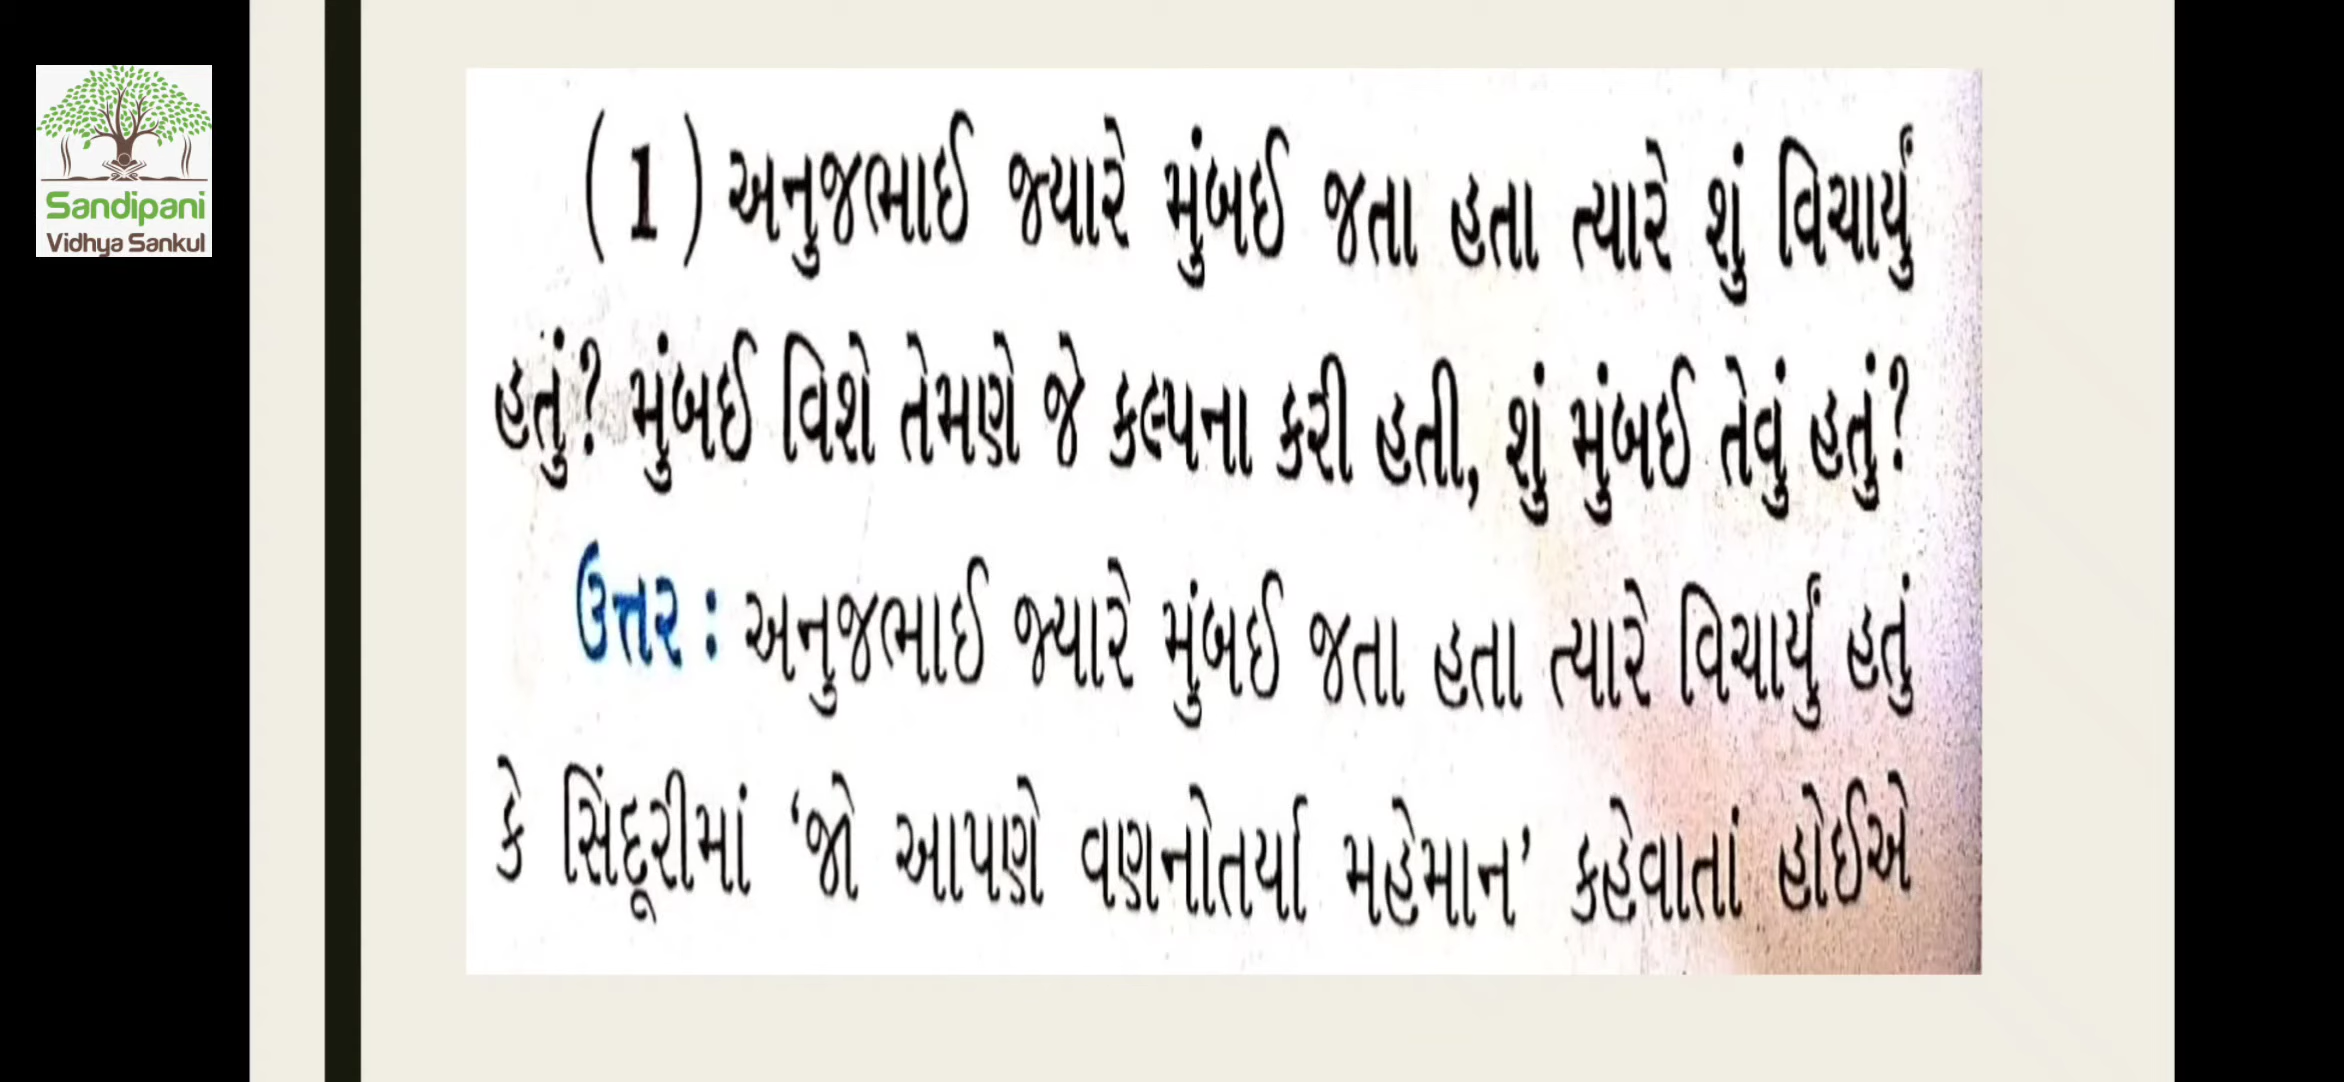 Sandipani
Vidhya Sankul
(1) અનુજભાઈ જ્યારે મુંબઈ જતા હતા ત્યારે શું વિચાર્યું
હતું? મુંબઈ વિશે તેમણે જે કલ્પના કરી હતી, શું મુંબઈ તેવું હતું?
ઉત્તર : અનુજભાઈ જ્યારે મુંબઈ જતા હતા ત્યારે વિચાર્યું હતું
કે સિંદૂરીમાં ‘જો આપણે વણનોતર્યા મહેમાન’ કહેવાતાં હોઈએ